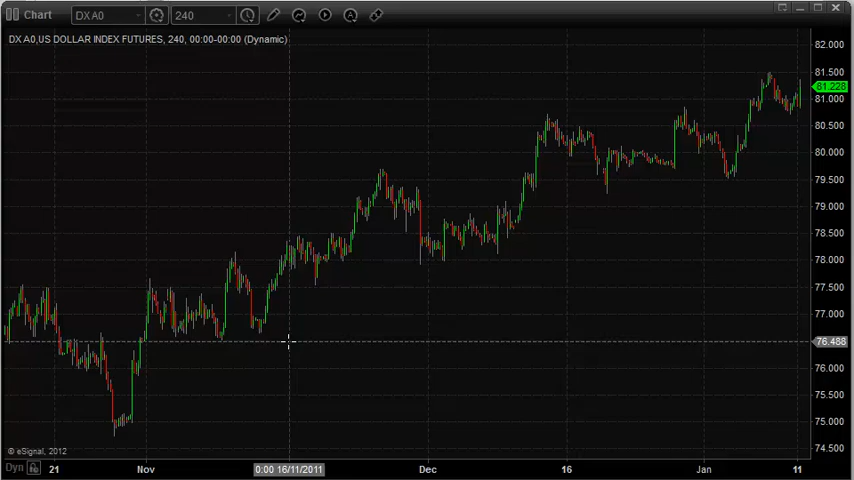 Chart
DX A0
240
DX A0,US DOLLAR INDEX FUTURES, 240, 00:00-00:00 (Dynamic)
82.000
81.500
81.228
81.000
80.500
80.000
79.500
79.000
78.500
78.000
77.500
77.000
76.488
76.000
75.500
75.000
74.500
© eSignal, 2012
Dyn
21
Nov
0:00 16/11/2011
Dec
16
Jan
11